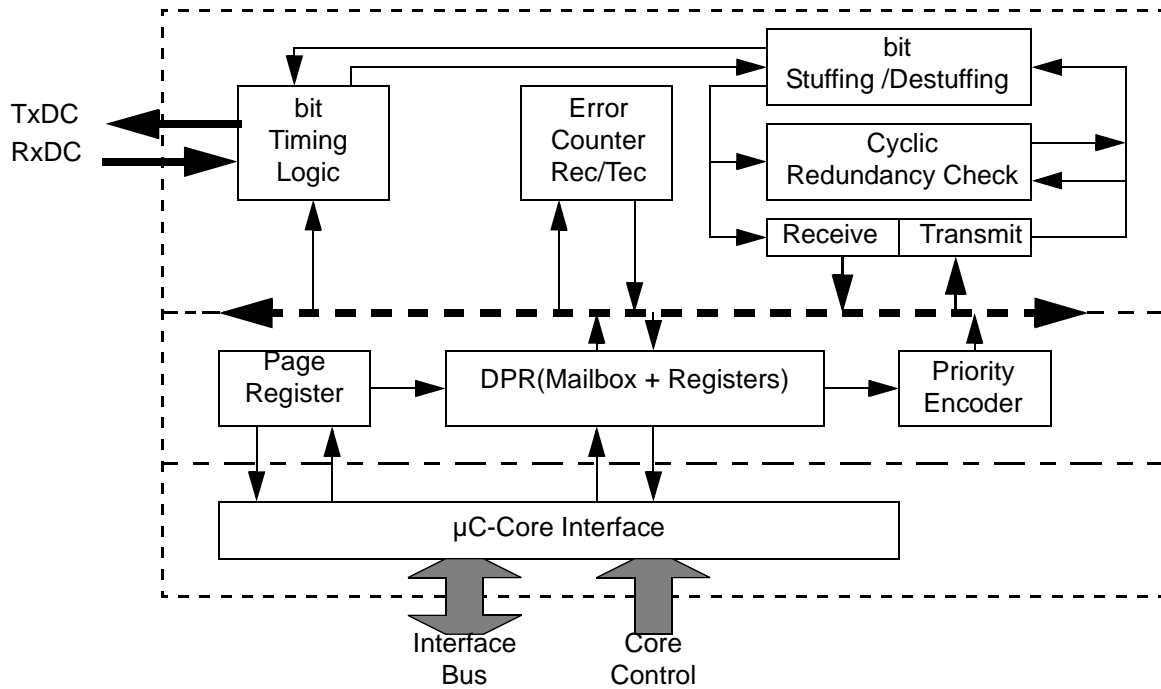 bit
Stuffing /Destuffing
TxDC
RxDC
bit
Timing
Logic
Error
Counter
Rec/Tec
Cyclic
Redundancy Check
Receive
Transmit
Page
Register
DPR(Mailbox + Registers)
Priority
Encoder
µC-Core Interface
Interface
Bus
Core
Control